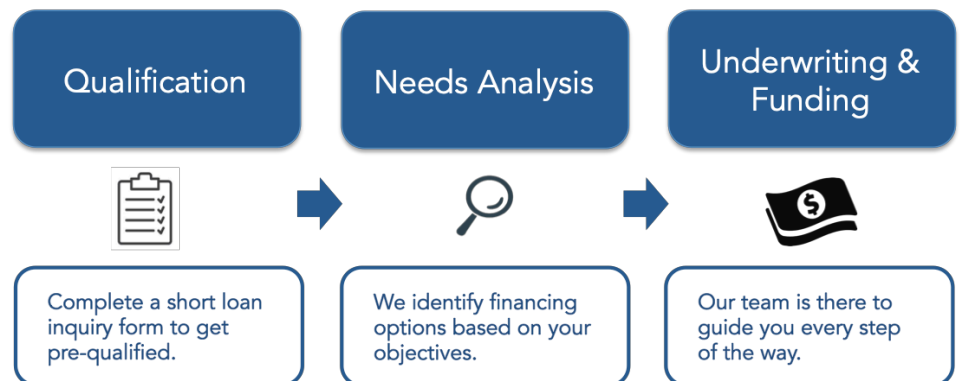 Qualification
Needs Analysis
Underwriting &
Funding
$
Complete a short loan
inquiry form to get
pre-qualified.
We identify financing
options based on your
objectives.
Our team is there to
guide you every step
of the way.